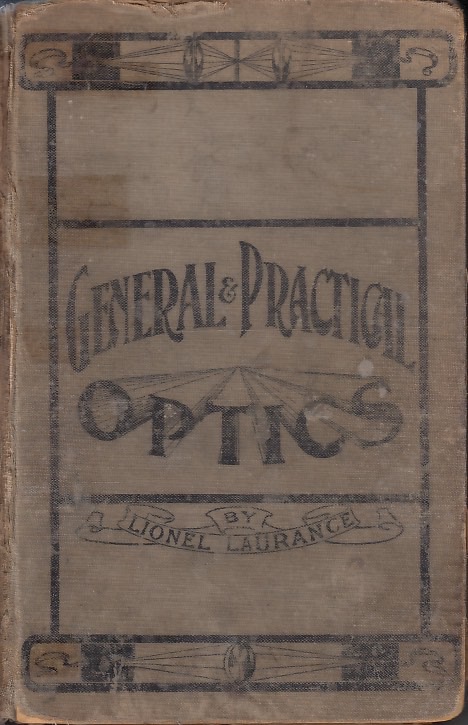 GENERAL & PRACTICAL
OPTICS
BY
LIONEL LAURANCE